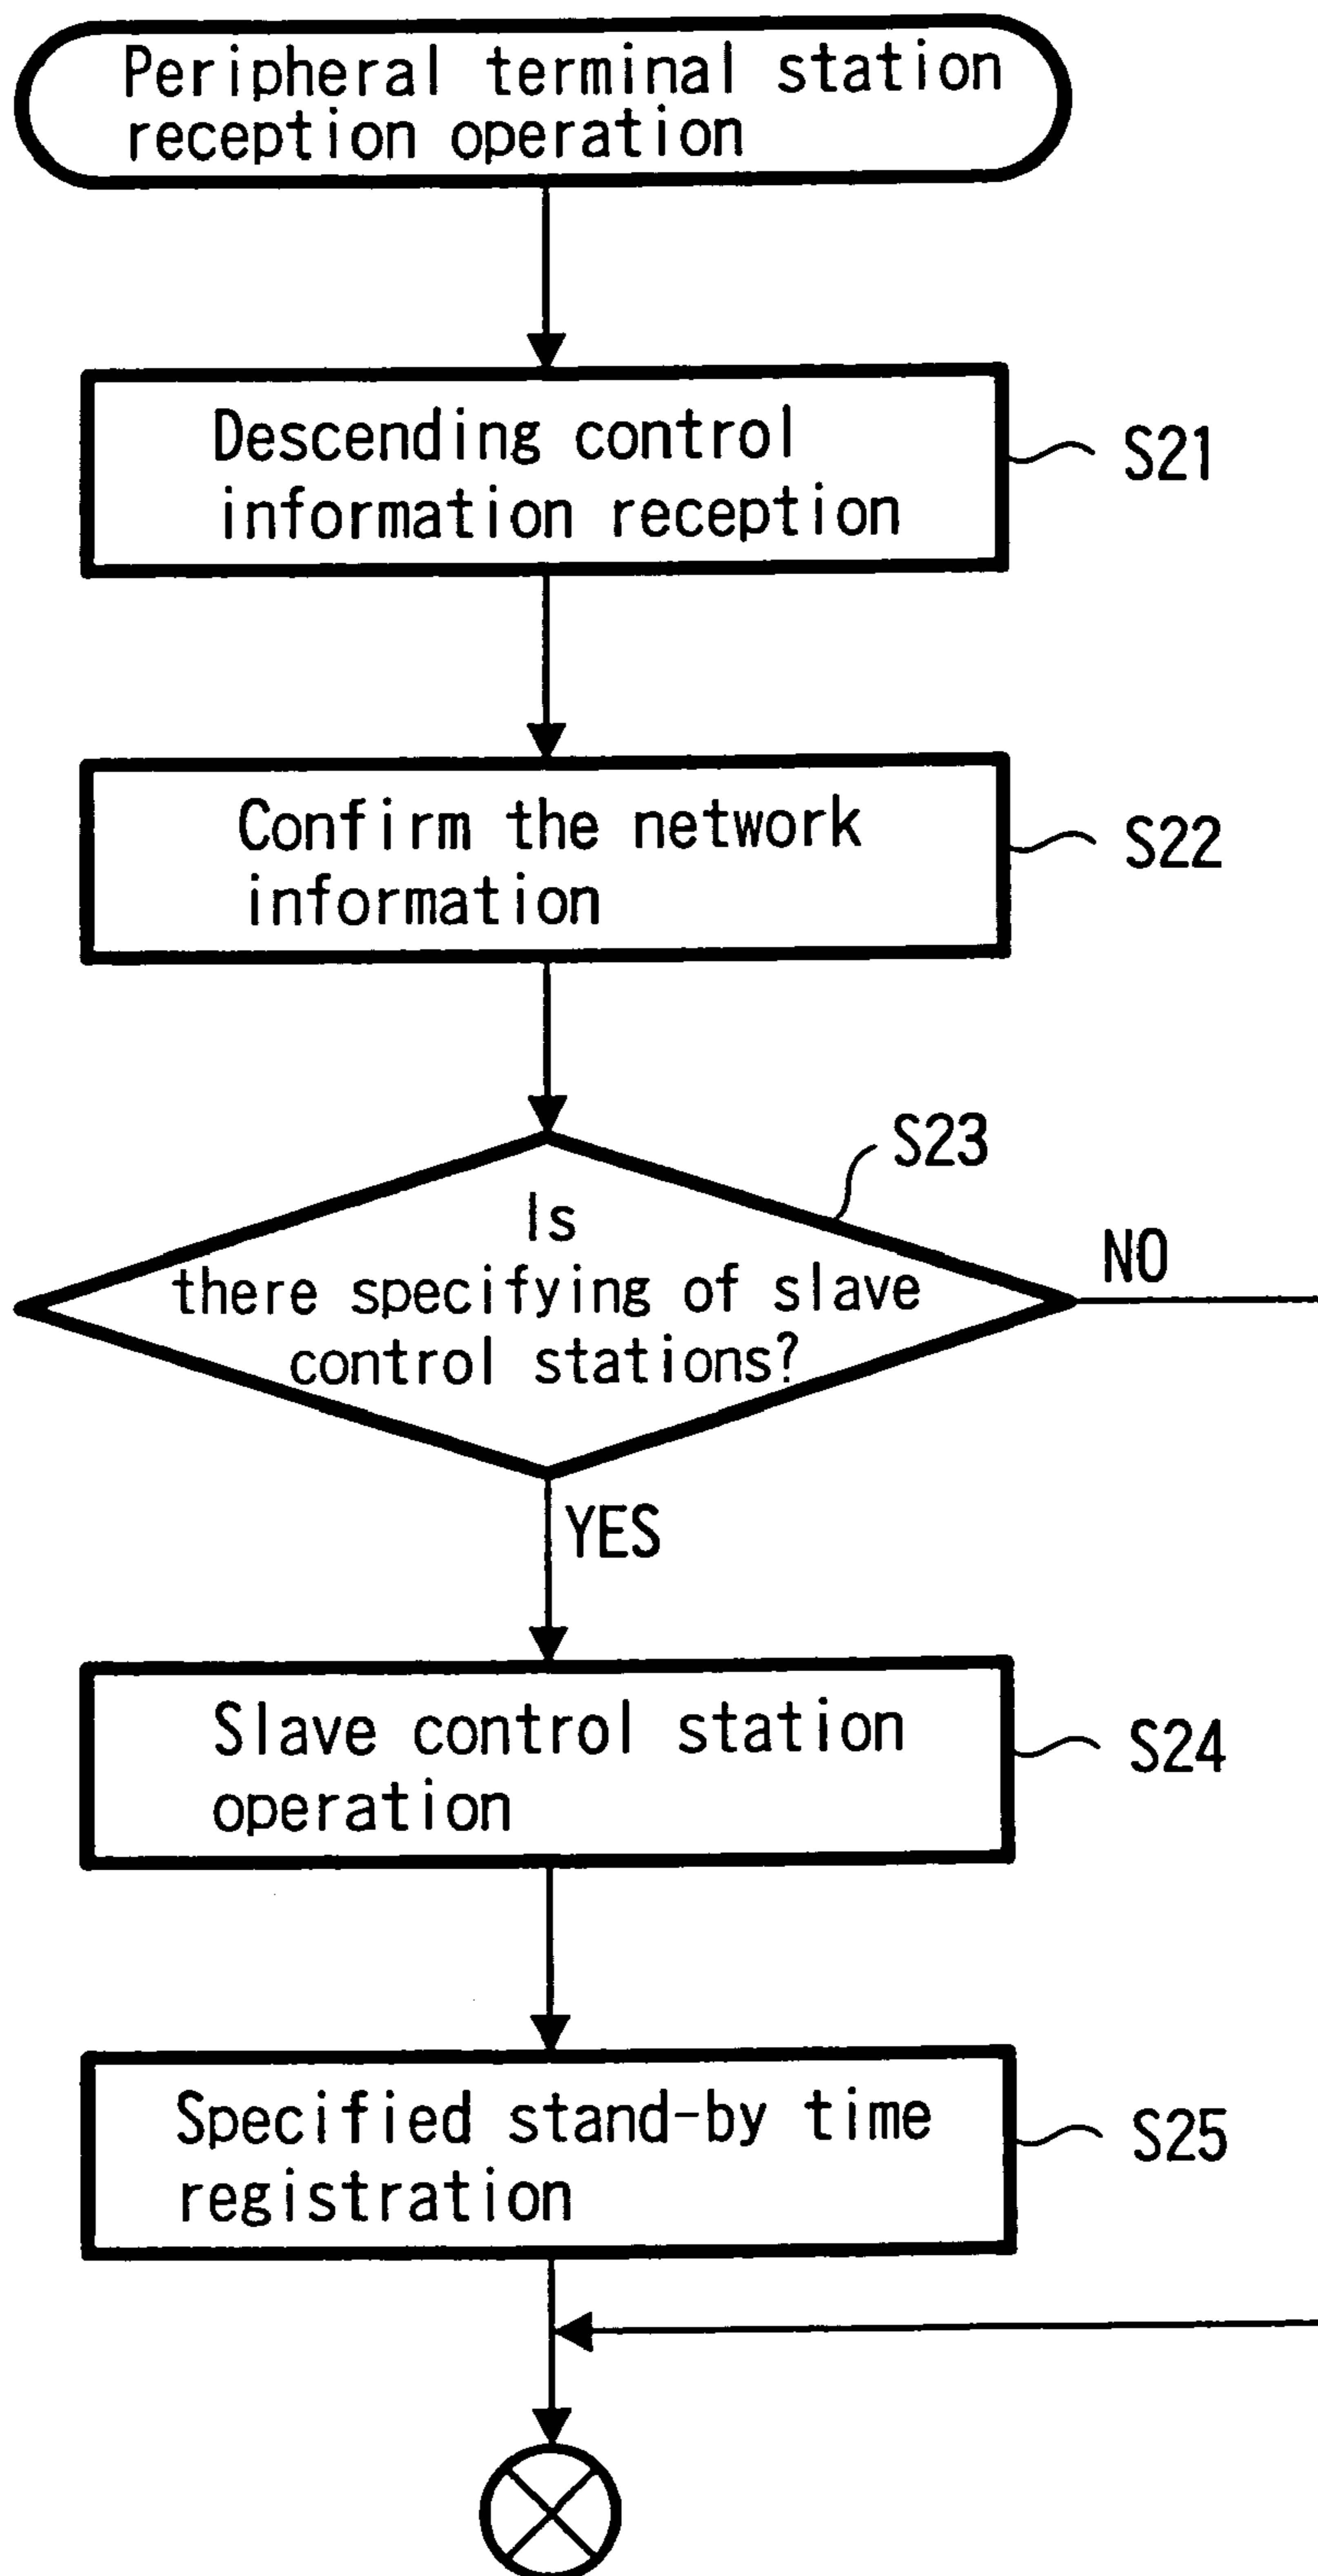 Peripheral terminal station
reception operation
Descending control
information reception
S21
Confirm the network
information
S22
S23
Is
there specifying of slave
control stations?
NO
YES
Slave control station
operation
S24
Specified stand-by time
registration
S25